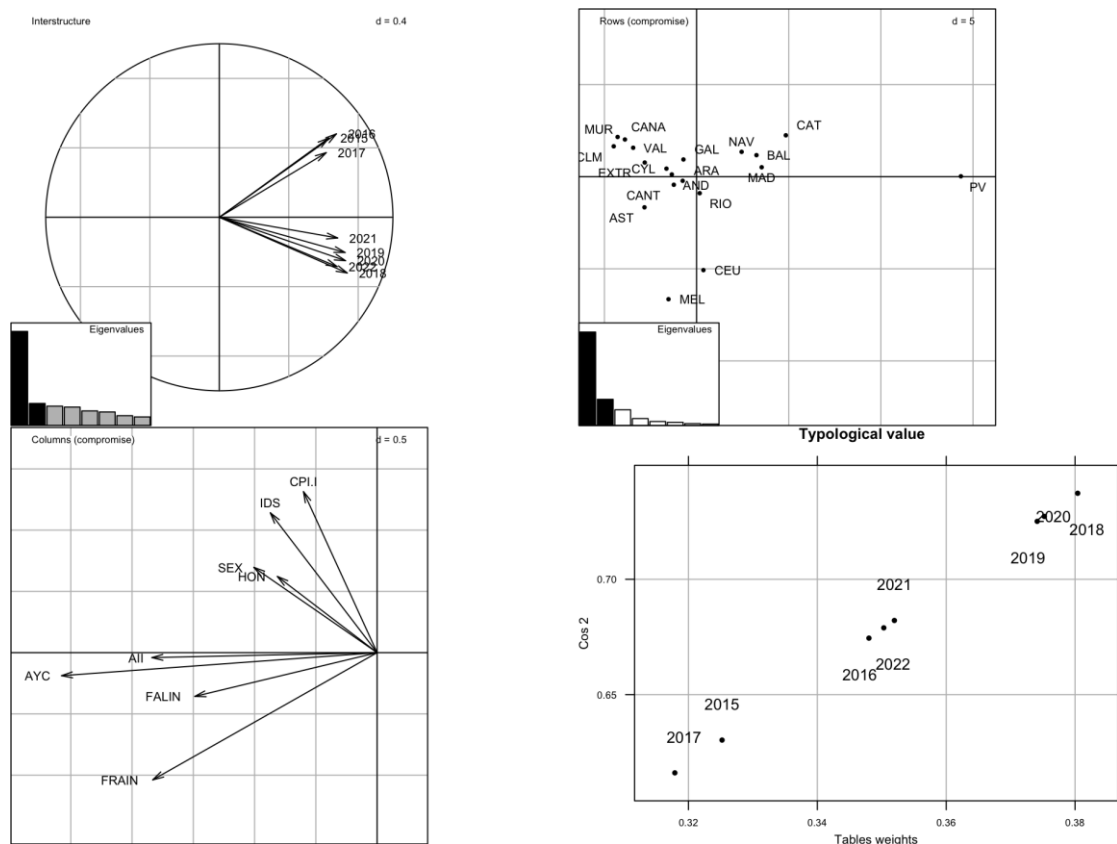 Interstructure
d = 0.4
2016
2015
2017
2021
2019
2020
2022
2018
Eigenvalues
Rows (compromise)
d = 5
CAT
MUR
CANA
VAL
GAL
NAV
BAL
CLM
EXTR
CYL
ARA
MAD
PV
CANT
AND
RIO
AST
CEU
MEL
Eigenvalues
Columns (compromise)
d = 0.5
CPI.I
IDS
SEX
HON
AII
AYC
FALIN
FRAIN
Typological value
2020
2018
2019
0.70
2021
Cos 2
2022
2016
0.65
2015
2017
0.32
0.34
0.36
0.38
Tables weights